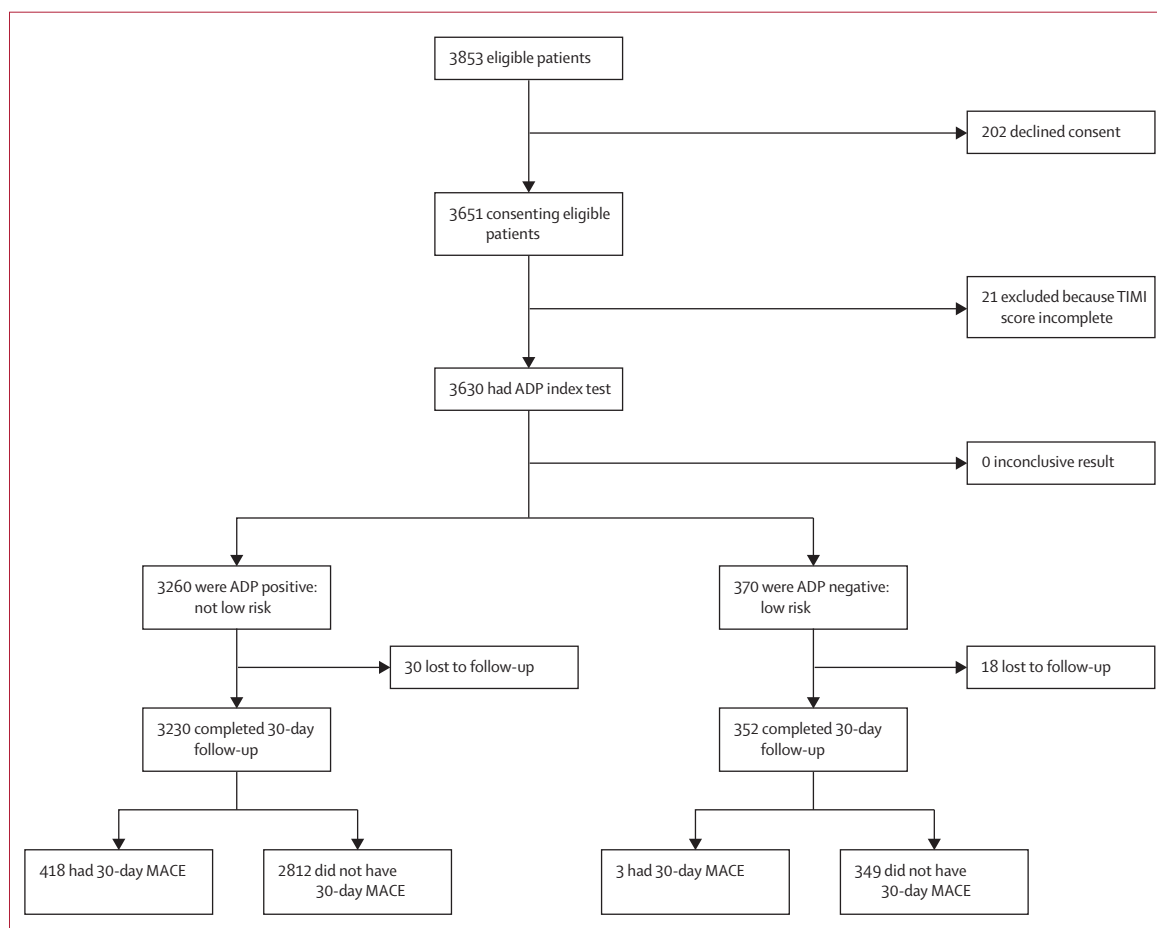 3853 eligible patients
202 declined consent
3651 consenting eligible
patients
21 excluded because TIMI
score incomplete
3630 had ADP index test
0 inconclusive result
3260 were ADP positive:
not low risk
370 were ADP negative:
low risk
30 lost to follow-up
18 lost to follow-up
3230 completed 30-day
follow-up
352 completed 30-day
follow-up
418 had 30-day MACE
2812 did not have
30-day MACE
3 had 30-day MACE
349 did not have
30-day MACE